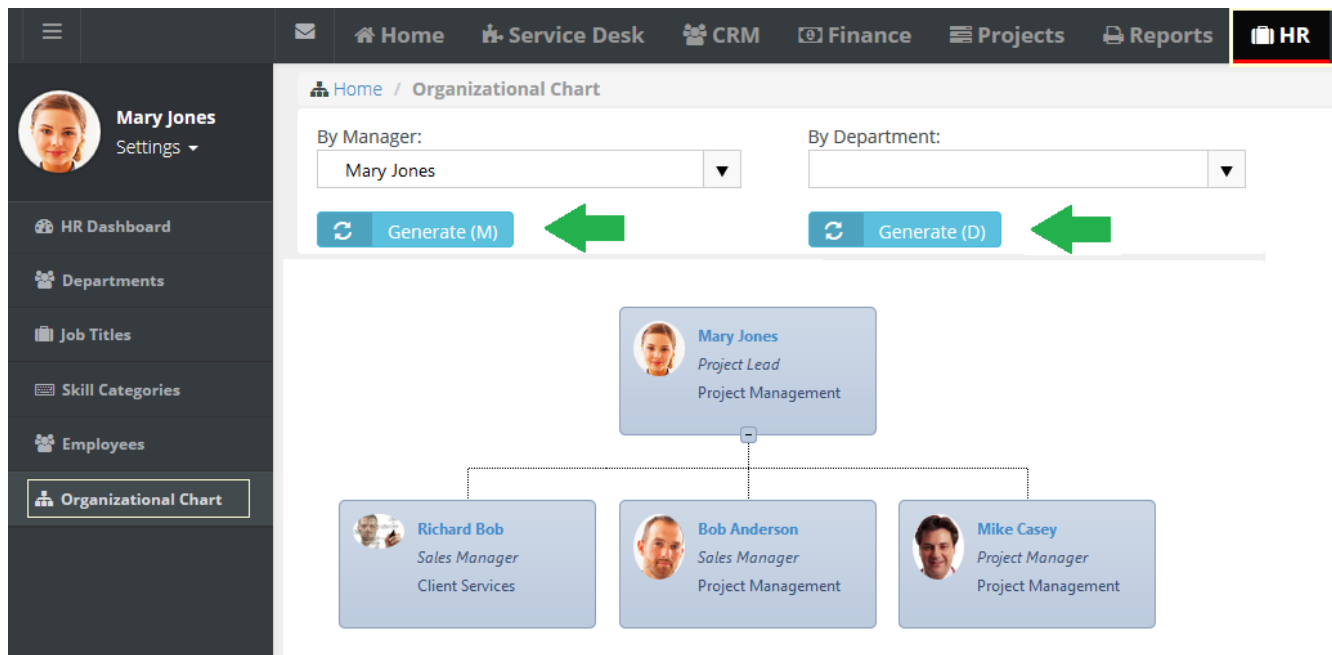 Home Service Desk CRM Finance Projects Reports HR
Mary Jones
Settings
HR Dashboard
Departments
Job Titles
Skill Categories
Employees
Organizational Chart
Home / Organizational Chart
By Manager:
Mary Jones
Generate (M)
By Department:
Generate (D)
Mary Jones
Project Lead
Project Management
Richard Bob
Sales Manager
Client Services
Bob Anderson
Sales Manager
Project Management
Mike Casey
Project Manager
Project Management